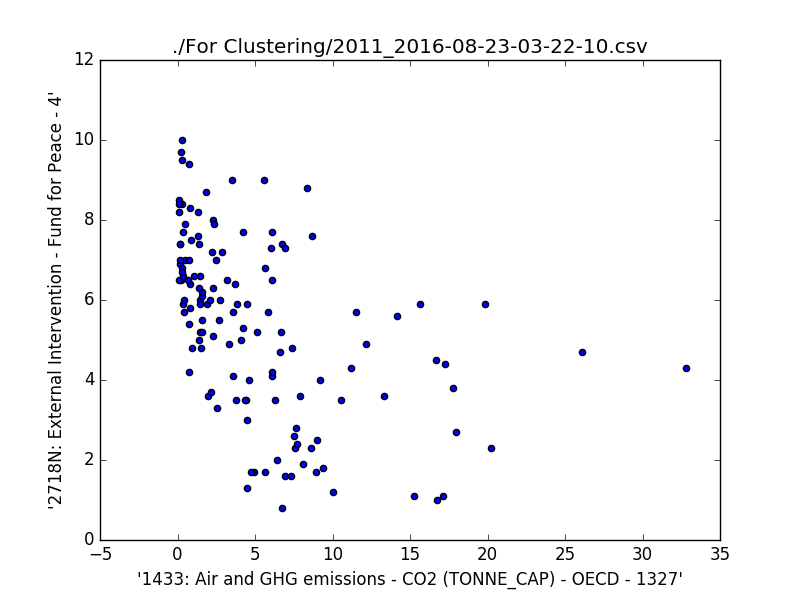 ./For Clustering/2011_2016-08-23-03-22-10.csv
12
10
8
6
4
2
0
'2718N: External Intervention - Fund for Peace - 4'
−5 0 5 10 15 20 25 30 35
'1433: Air and GHG emissions - CO2 (TONNE_CAP) - OECD - 1327'